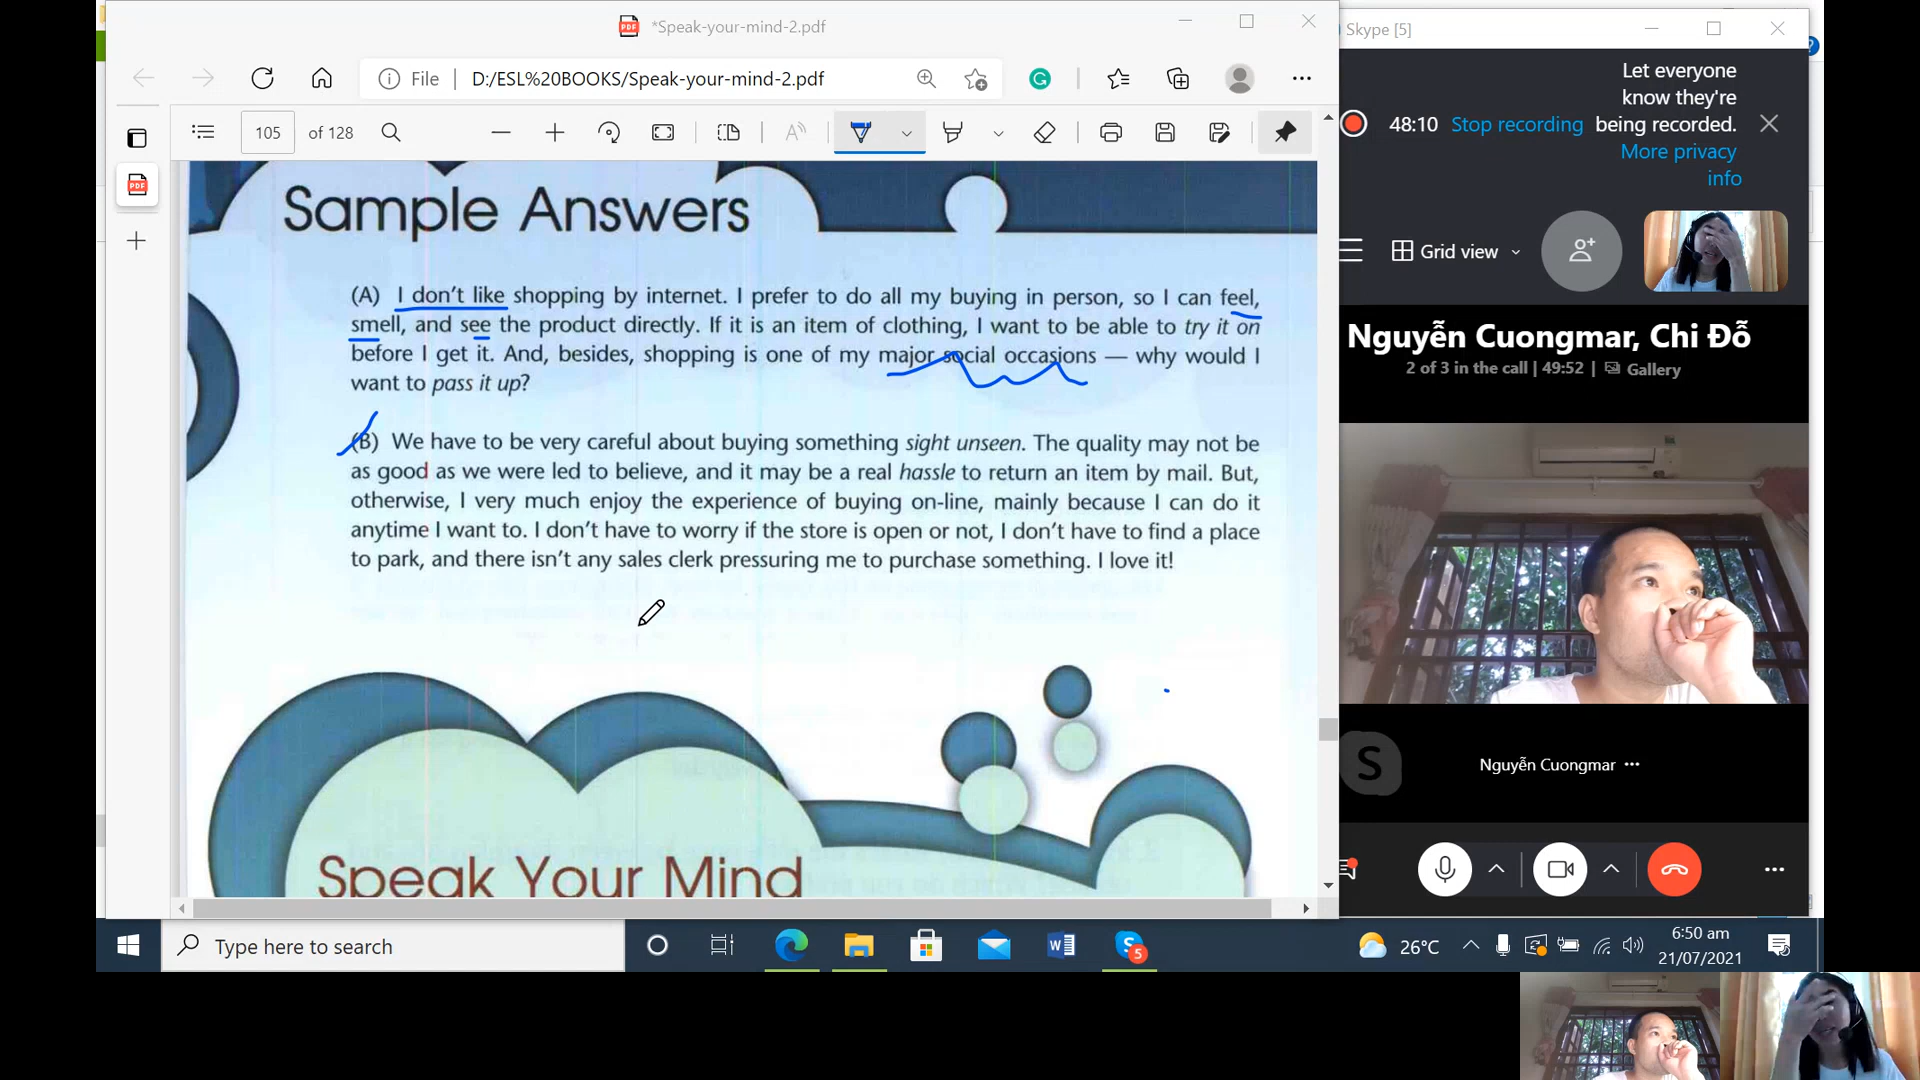 *Speak-your-mind-2.pdf
File
D:/ESL%20BOOKS/Speak-your-mind-2.pdf
105 of 128
Sample Answers
(A) I don't like shopping by internet. I prefer to do all my buying in person, so I can feel,
smell, and see the product directly. If it is an item of clothing, I want to be able to try it on
before I get it. And, besides, shopping is one of my major social occasions — why would I
want to pass it up?
(B) We have to be very careful about buying something sight unseen. The quality may not be
as good as we were led to believe, and it may be a real hassle to return an item by mail. But,
otherwise, I very much enjoy the experience of buying on-line, mainly because I can do it
anytime I want to. I don't have to worry if the store is open or not, I don't have to find a place
to park, and there isn't any sales clerk pressuring me to purchase something. I love it!
Speak Your Mind
Skype [5]
48:10 Stop recording
Let everyone
know they're
being recorded.
More privacy
info
Grid view
Nguyễn Cuongmar, Chi Đỗ
2 of 3 in the call | 49:52 | Gallery
S
Nguyễn Cuongmar
Type here to search
26°C
6:50 am
21/07/2021